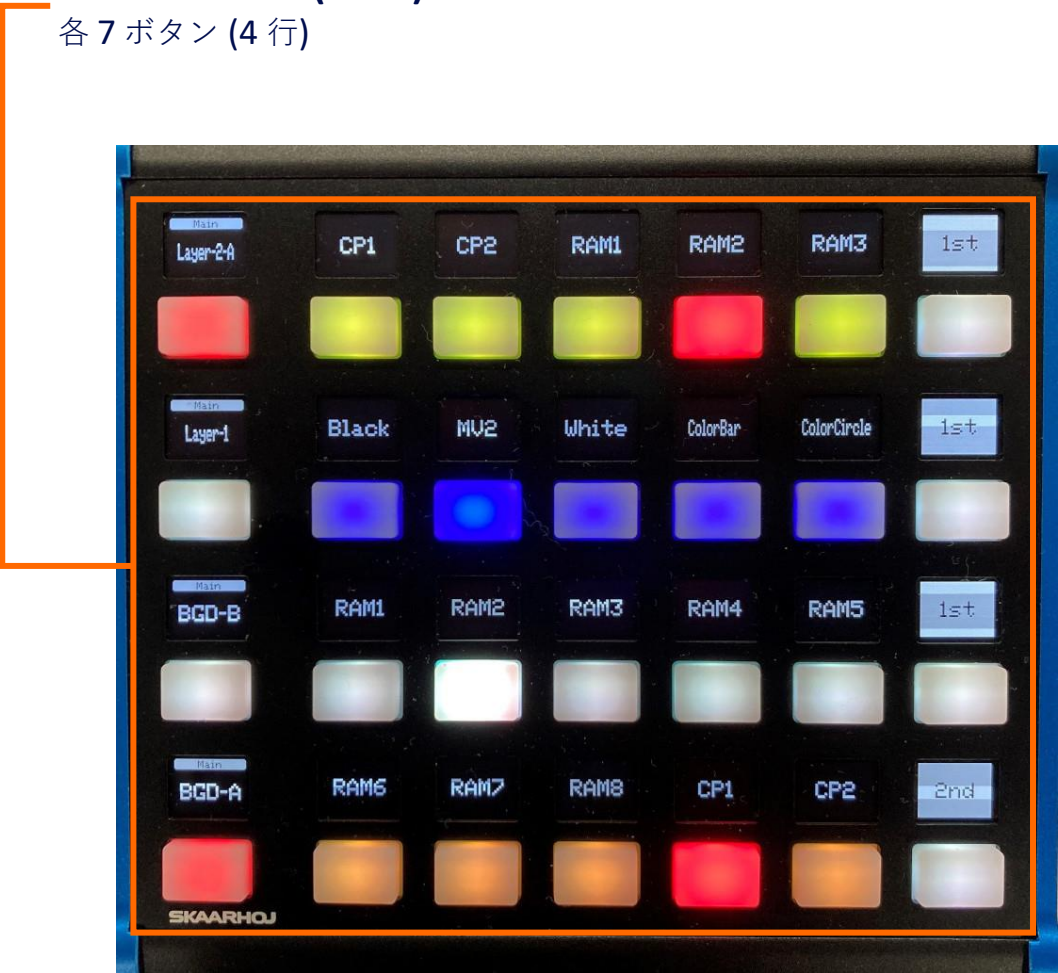 各 7 ボタン (4 行)
Main
Layer-2-A CP1 CP2 RAM1 RAM2 RAM3 1st
Main
Layer-1 Black MV2 White ColorBar ColorCircle 1st
Main
BGD-B RAM1 RAM2 RAM3 RAM4 RAM5 1st
Main
BGD-A RAM6 RAM7 RAM8 CP1 CP2 2nd
SKAARHOJ